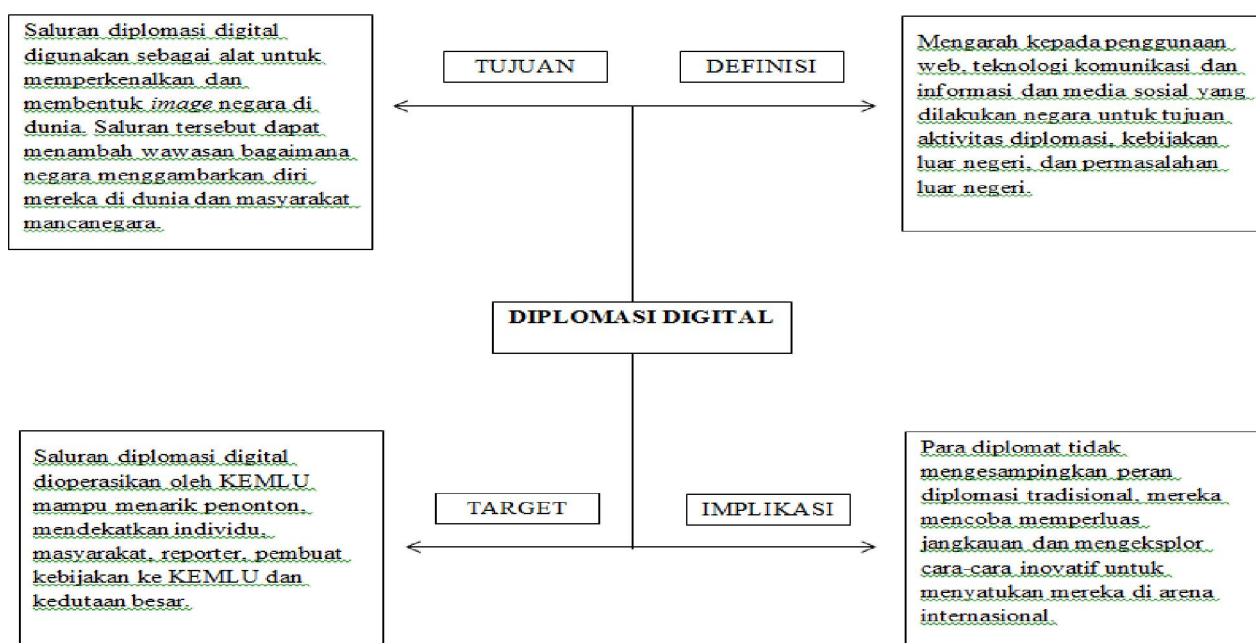 Saluran diplomasi digital
digunakan sebagai alat untuk
memperkenalkan dan
membentuk image negara di
dunia. Saluran tersebut dapat
menambah wawasan bagaimana
negara menggambarkan diri
mereka di dunia dan masyarakat
mancanegara.
TUJUAN
DEFINISI
Mengarah kepada penggunaan
web, teknologi komunikasi dan
informasi dan media sosial yang
dilakukan negara untuk tujuan
aktivitas diplomasi, kebijakan
luar negeri, dan permasalahan
luar negeri.
DIPLOMASI DIGITAL
Saluran diplomasi digital
dioperasikan oleh KEMLU
mampu menarik penonton,
mendekatkan individu,
masyarakat, reporter, pembuat
kebijakan ke KEMLU dan
kedutaan besar.
TARGET
IMPLIKASI
Para diplomat tidak
mengesampingkan peran
diplomasi tradisional, mereka
mencoba memperluas
jangkauan dan mengeksplor
cara-cara inovatif untuk
menyatukan mereka di arena
internasional.